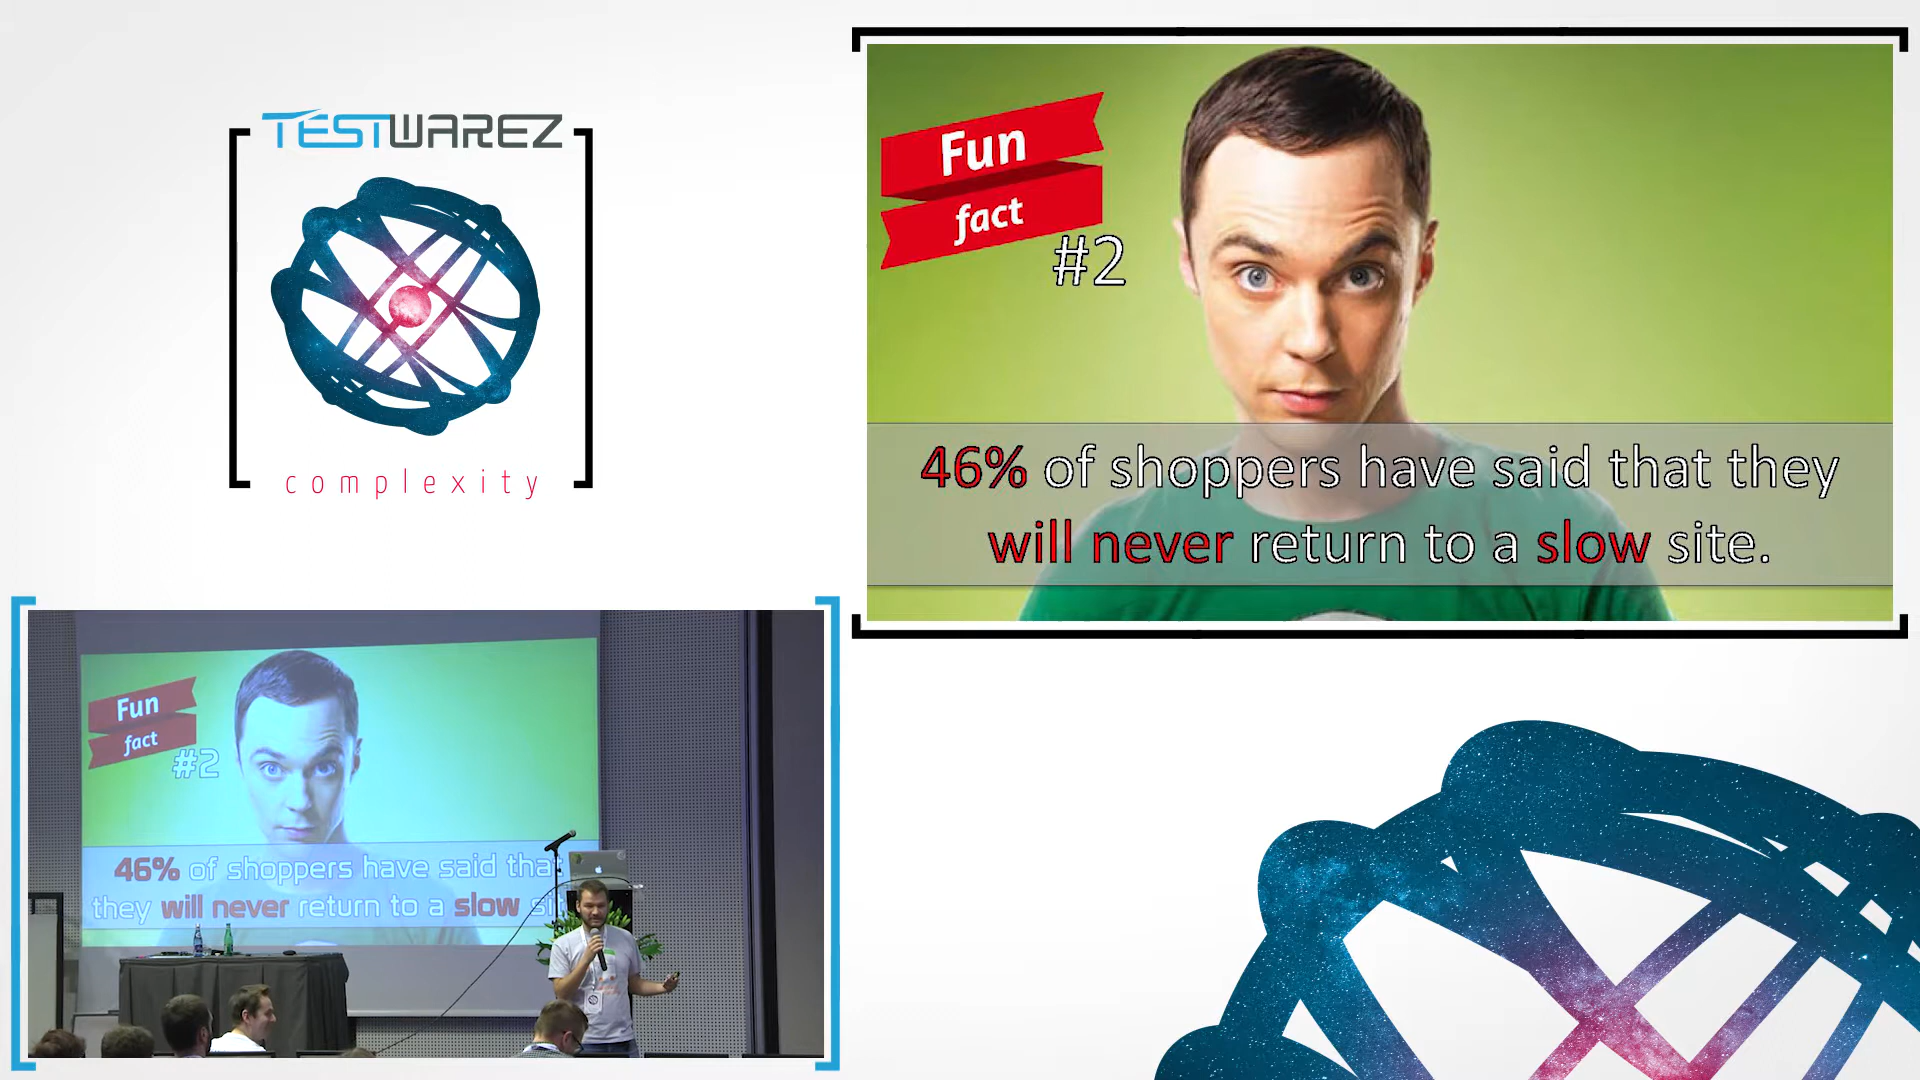 TESTWAREZ
complexity
Fun
fact
#2
46% of shoppers have said that they
will never return to a slow site.
Fun
fact
#2
46% of shoppers have said that
they will never return to a slow sit